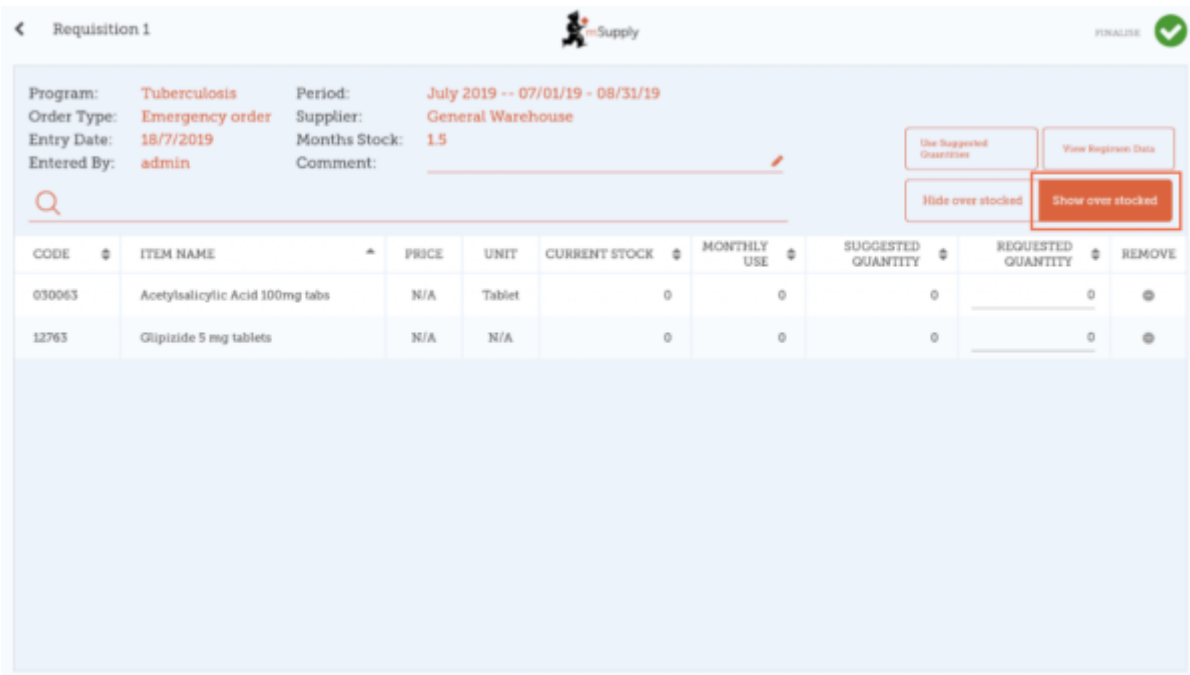 Requisition 1
mSupply
FINALISE
Program: Tuberculosis Period: July 2019 -- 07/01/19 - 08/31/19
Order Type: Emergency order Supplier: General Warehouse
Entry Date: 18/7/2019 Months Stock: 1.5
Entered By: admin Comment:
Use Suggested
Quantities
View Regimen Data
Hide over stocked Show over stocked
CODE ITEM NAME PRICE UNIT CURRENT STOCK MONTHLY USE SUGGESTED QUANTITY REQUESTED QUANTITY REMOVE
030063 Acetylsalicylic Acid 100mg tabs N/A Tablet 0 0 0 0
12763 Glipizide 5 mg tablets N/A N/A 0 0 0 0